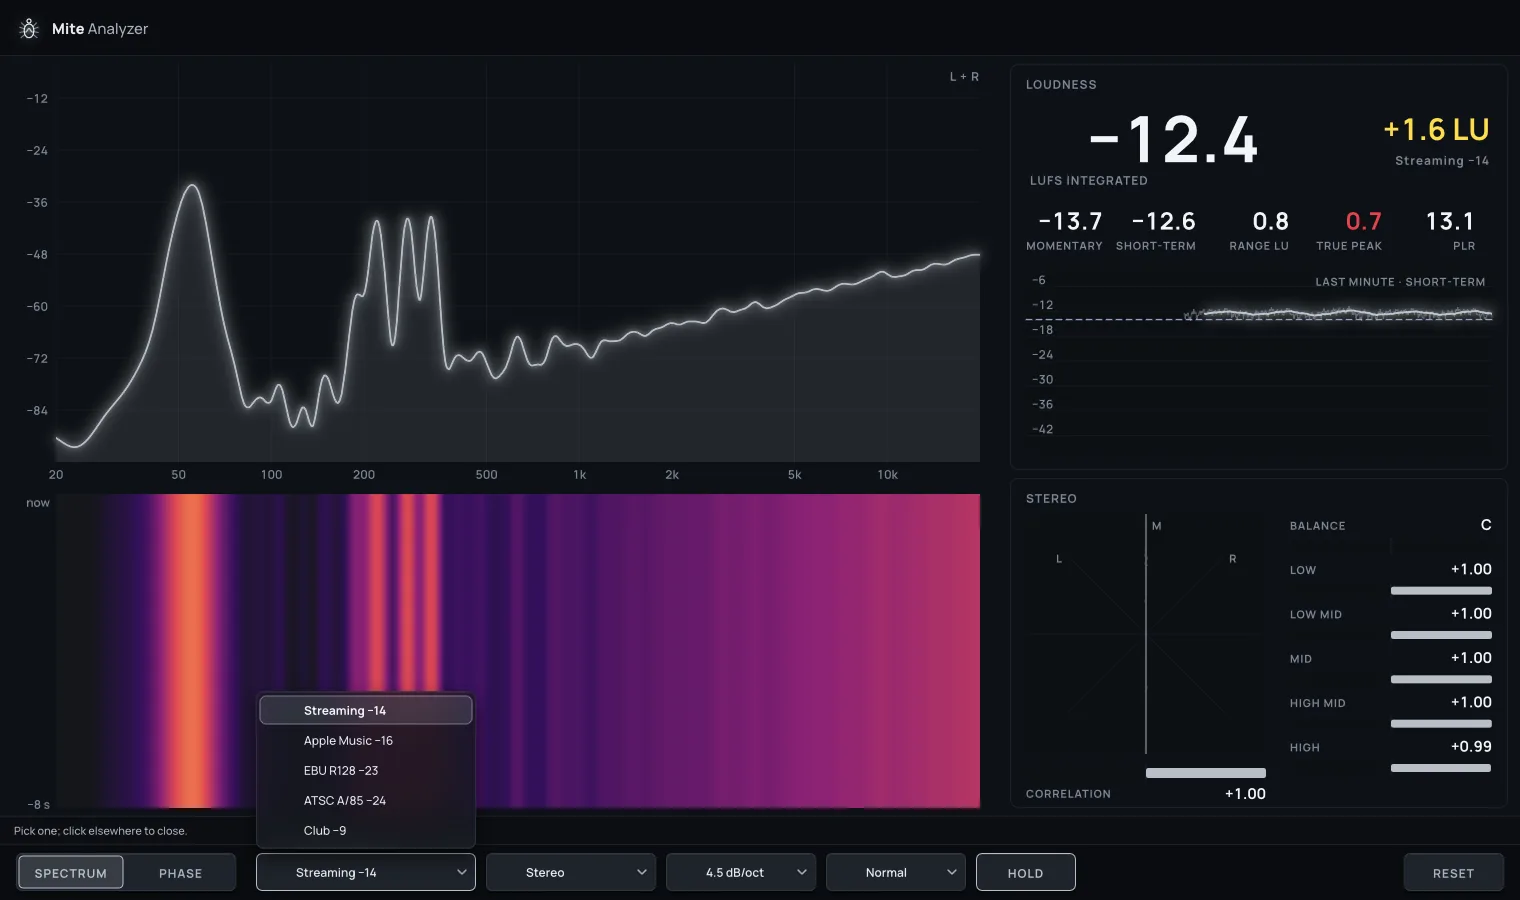 Mite Analyzer
L + R
−12
−24
−36
−48
−60
−72
−84
20 50 100 200 500 1k 2k 5k 10k
now
−8 s
LOUDNESS
−12.4
LUFS INTEGRATED
+1.6 LU
Streaming −14
−13.7 −12.6 0.8 0.7 13.1
MOMENTARY SHORT-TERM RANGE LU TRUE PEAK PLR
LAST MINUTE · SHORT-TERM
−6
−12
−18
−24
−30
−36
−42
STEREO
M
L R
CORRELATION +1.00
BALANCE C
LOW +1.00
LOW MID +1.00
MID +1.00
HIGH MID +1.00
HIGH +0.99
Streaming −14
Apple Music −16
EBU R128 −23
ATSC A/85 −24
Club −9
Pick one; click elsewhere to close.
SPECTRUM PHASE Streaming −14 Stereo 4.5 dB/oct Normal HOLD RESET